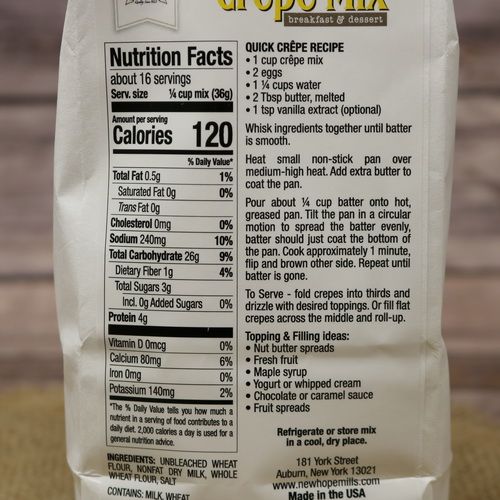 Crêpe Mix
breakfast & dessert
Nutrition Facts
about 16 servings
Serv. size ¼ cup mix (36g)
Amount per serving
Calories 120
% Daily Value*
Total Fat 0.5g 1%
Saturated Fat 0g 0%
Trans Fat 0g
Cholesterol 0mg 0%
Sodium 240mg 10%
Total Carbohydrate 26g 9%
Dietary Fiber 1g 4%
Total Sugars 3g
Incl. 0g Added Sugars 0%
Protein 4g
Vitamin D 0mcg 0%
Calcium 80mg 6%
Iron 0mg 0%
Potassium 140mg 2%
*The % Daily Value tells you how much a
nutrient in a serving of food contributes to a
daily diet. 2,000 calories a day is used for a
general nutrition advice.
INGREDIENTS: UNBLEACHED WHEAT
FLOUR, NONFAT DRY MILK, WHOLE
WHEAT FLOUR, SALT
CONTAINS: MILK, WHEAT
QUICK CRÊPE RECIPE
• 1 cup crêpe mix
• 2 eggs
• 1 ¼ cups water
• 2 Tbsp butter, melted
• 1 tsp vanilla extract (optional)
Whisk ingredients together until batter
is smooth.
Heat small non-stick pan over
medium-high heat. Add extra butter to
coat the pan.
Pour about ¼ cup batter onto hot,
greased pan. Tilt the pan in a circular
motion to spread the batter evenly,
batter should just coat the bottom of
the pan. Cook approximately 1 minute,
flip and brown other side. Repeat until
batter is gone.
To Serve - fold crepes into thirds and
drizzle with desired toppings. Or fill flat
crepes across the middle and roll-up.
Topping & Filling ideas:
• Nut butter spreads
• Fresh fruit
• Maple syrup
• Yogurt or whipped cream
• Chocolate or caramel sauce
• Fruit spreads
Refrigerate or store mix
in a cool, dry place.
181 York Street
Auburn, New York 13021
www.newhopemills.com
Made in the USA